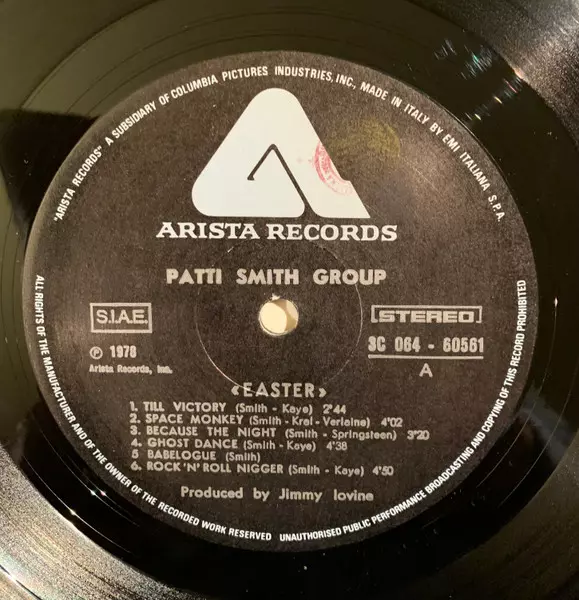 "ARISTA RECORDS" A SUBSIDIARY OF COLUMBIA PICTURES INDUSTRIES, INC., MADE IN ITALY BY EMI ITALIANA S.P.A.
ARISTA RECORDS
PATTI SMITH GROUP
S.I.A.E.
STEREO
℗ 1978
3C 064 - 60561
Arista Records, Inc.
A
«EASTER»
1. TILL VICTORY (Smith - Kaye) 2'44
2. SPACE MONKEY (Smith - Kral - Verlaine) 4'02
3. BECAUSE THE NIGHT (Smith - Springsteen) 3'20
4. GHOST DANCE (Smith - Kaye) 4'38
5 BABELOGUE (Smith)
6. ROCK'N'ROLL NIGGER (Smith - Kaye) 4'50
Produced by Jimmy Iovine
ALL RIGHTS OF THE MANUFACTURER AND OF THE OWNER OF THE RECORDED WORK RESERVED UNAUTHORISED PUBLIC PERFORMANCE BROADCASTING AND COPYING OF THIS RECORD PROHIBITED